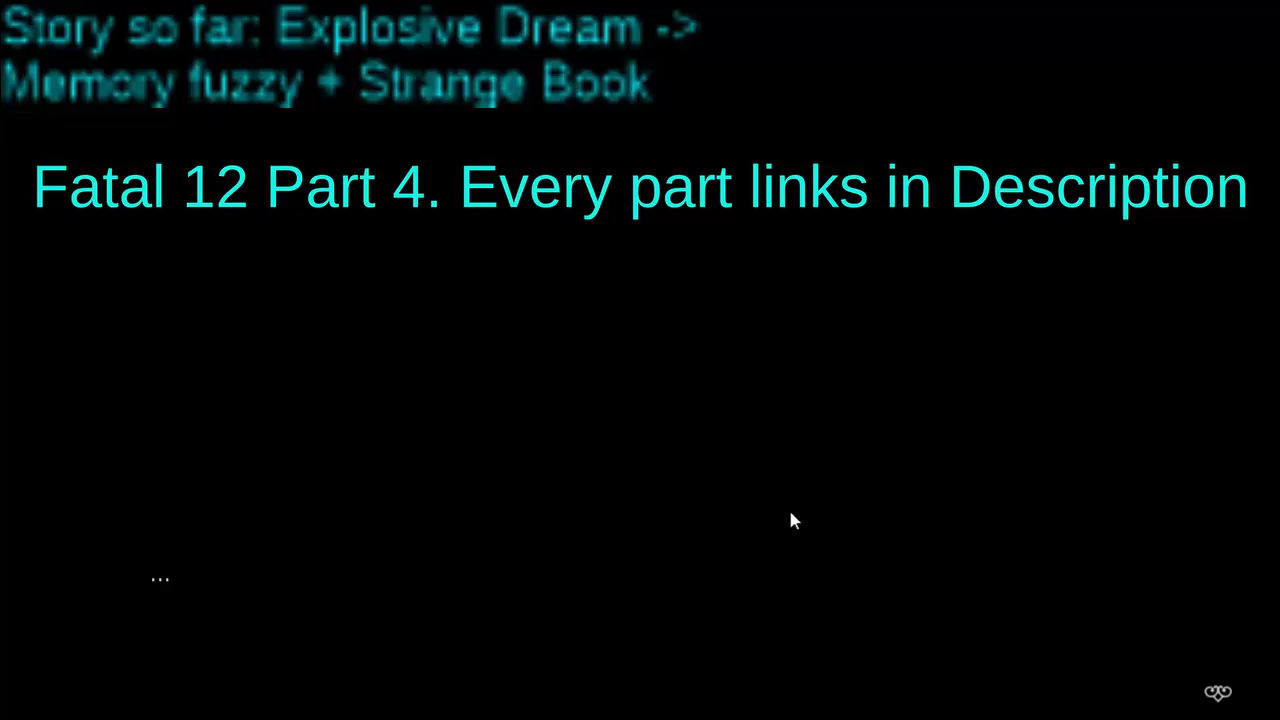 Story so far: Explosive Dream ->
Memory fuzzy + Strange Book
Fatal 12 Part 4. Every part links in Description
...